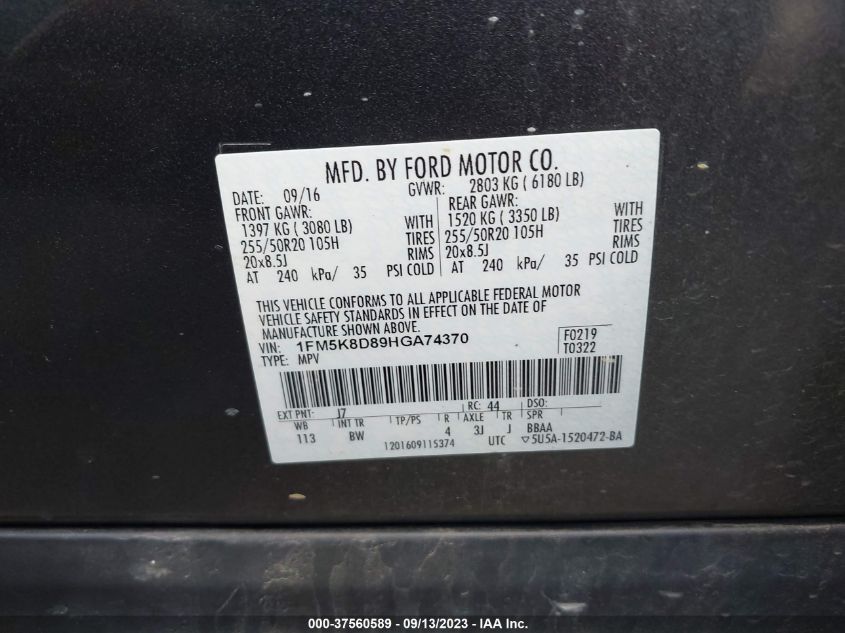 MFD. BY FORD MOTOR CO.
DATE: 09/16 GVWR: 2803 KG ( 6180 LB)
FRONT GAWR: REAR GAWR:
1397 KG ( 3080 LB) WITH 1520 KG ( 3350 LB) WITH
255/50R20 105H TIRES 255/50R20 105H TIRES
20x8.5J RIMS 20x8.5J RIMS
AT 240 kPa/ 35 PSI COLD AT 240 kPa/ 35 PSI COLD
THIS VEHICLE CONFORMS TO ALL APPLICABLE FEDERAL MOTOR
VEHICLE SAFETY STANDARDS IN EFFECT ON THE DATE OF
MANUFACTURE SHOWN ABOVE.
VIN: 1FM5K8D89HGA74370 F0219
TYPE: MPV T0322
EXT PNT: J7 RC: 44 DSO:
WB INT TR TP/PS R AXLE TR SPR
113 BW 4 3J J BBAA
1201609115374 UTC ▽5U5A-1520472-BA
000-37560589 - 09/13/2023 - IAA Inc.